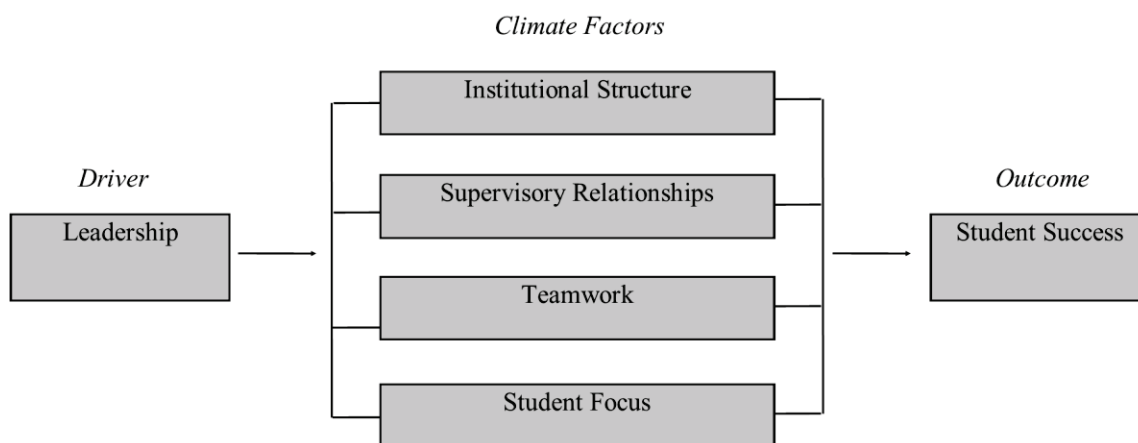 Climate Factors
Institutional Structure
Driver
Supervisory Relationships
Outcome
Leadership
Student Success
Teamwork
Student Focus